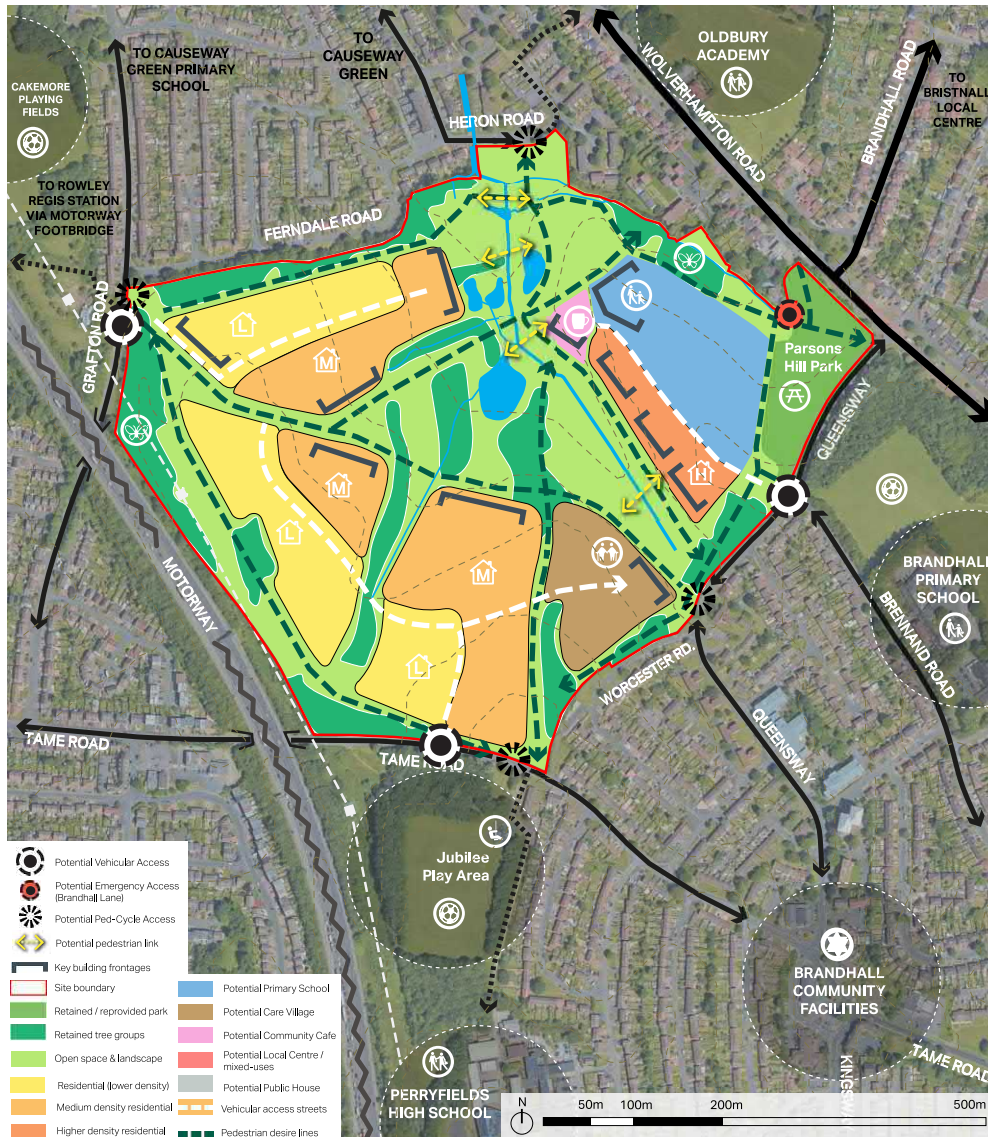 OLDBURY
ACADEMY
TO CAUSEWAY
GREEN PRIMARY
SCHOOL
TO
CAUSEWAY
GREEN
WOLVERHAMPTON ROAD
BRANDHALL ROAD
TO
BRISTNALL
LOCAL
CENTRE
CAKEMORE
PLAYING
FIELDS
HERON ROAD
TO ROWLEY
REGIS STATION
VIA MOTORWAY
FOOTBRIDGE
FERNDALE ROAD
GRAFTON ROAD
L
M
Parsons
Hill Park
QUEENSWAY
M
H
L
M
L
MOTORWAY
BRANDHALL
PRIMARY
SCHOOL
BRENNAND ROAD
WORCESTER RD.
QUEENSWAY
TAME ROAD
TAME ROAD
Jubilee
Play Area
BRANDHALL
COMMUNITY
FACILITIES
TAME ROAD
PERRYFIELDS
HIGH SCHOOL
Potential Vehicular Access
Potential Emergency Access
(Brandhall Lane)
Potential Ped-Cycle Access
Potential pedestrian link
Key building frontages
Site boundary
Retained / reprovided park
Retained tree groups
Open space & landscape
Residential (lower density)
Medium density residential
Higher density residential
Potential Primary School
Potential Care Village
Potential Community Cafe
Potential Local Centre /
mixed-uses
Potential Public House
Vehicular access streets
Pedestrian desire lines
N
50m 100m 200m 500m